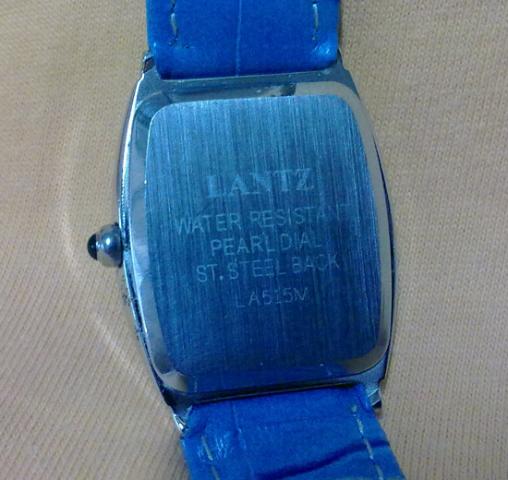 LANTZ
WATER RESISTANT
PEARL DIAL
ST. STEEL BACK
LA515M